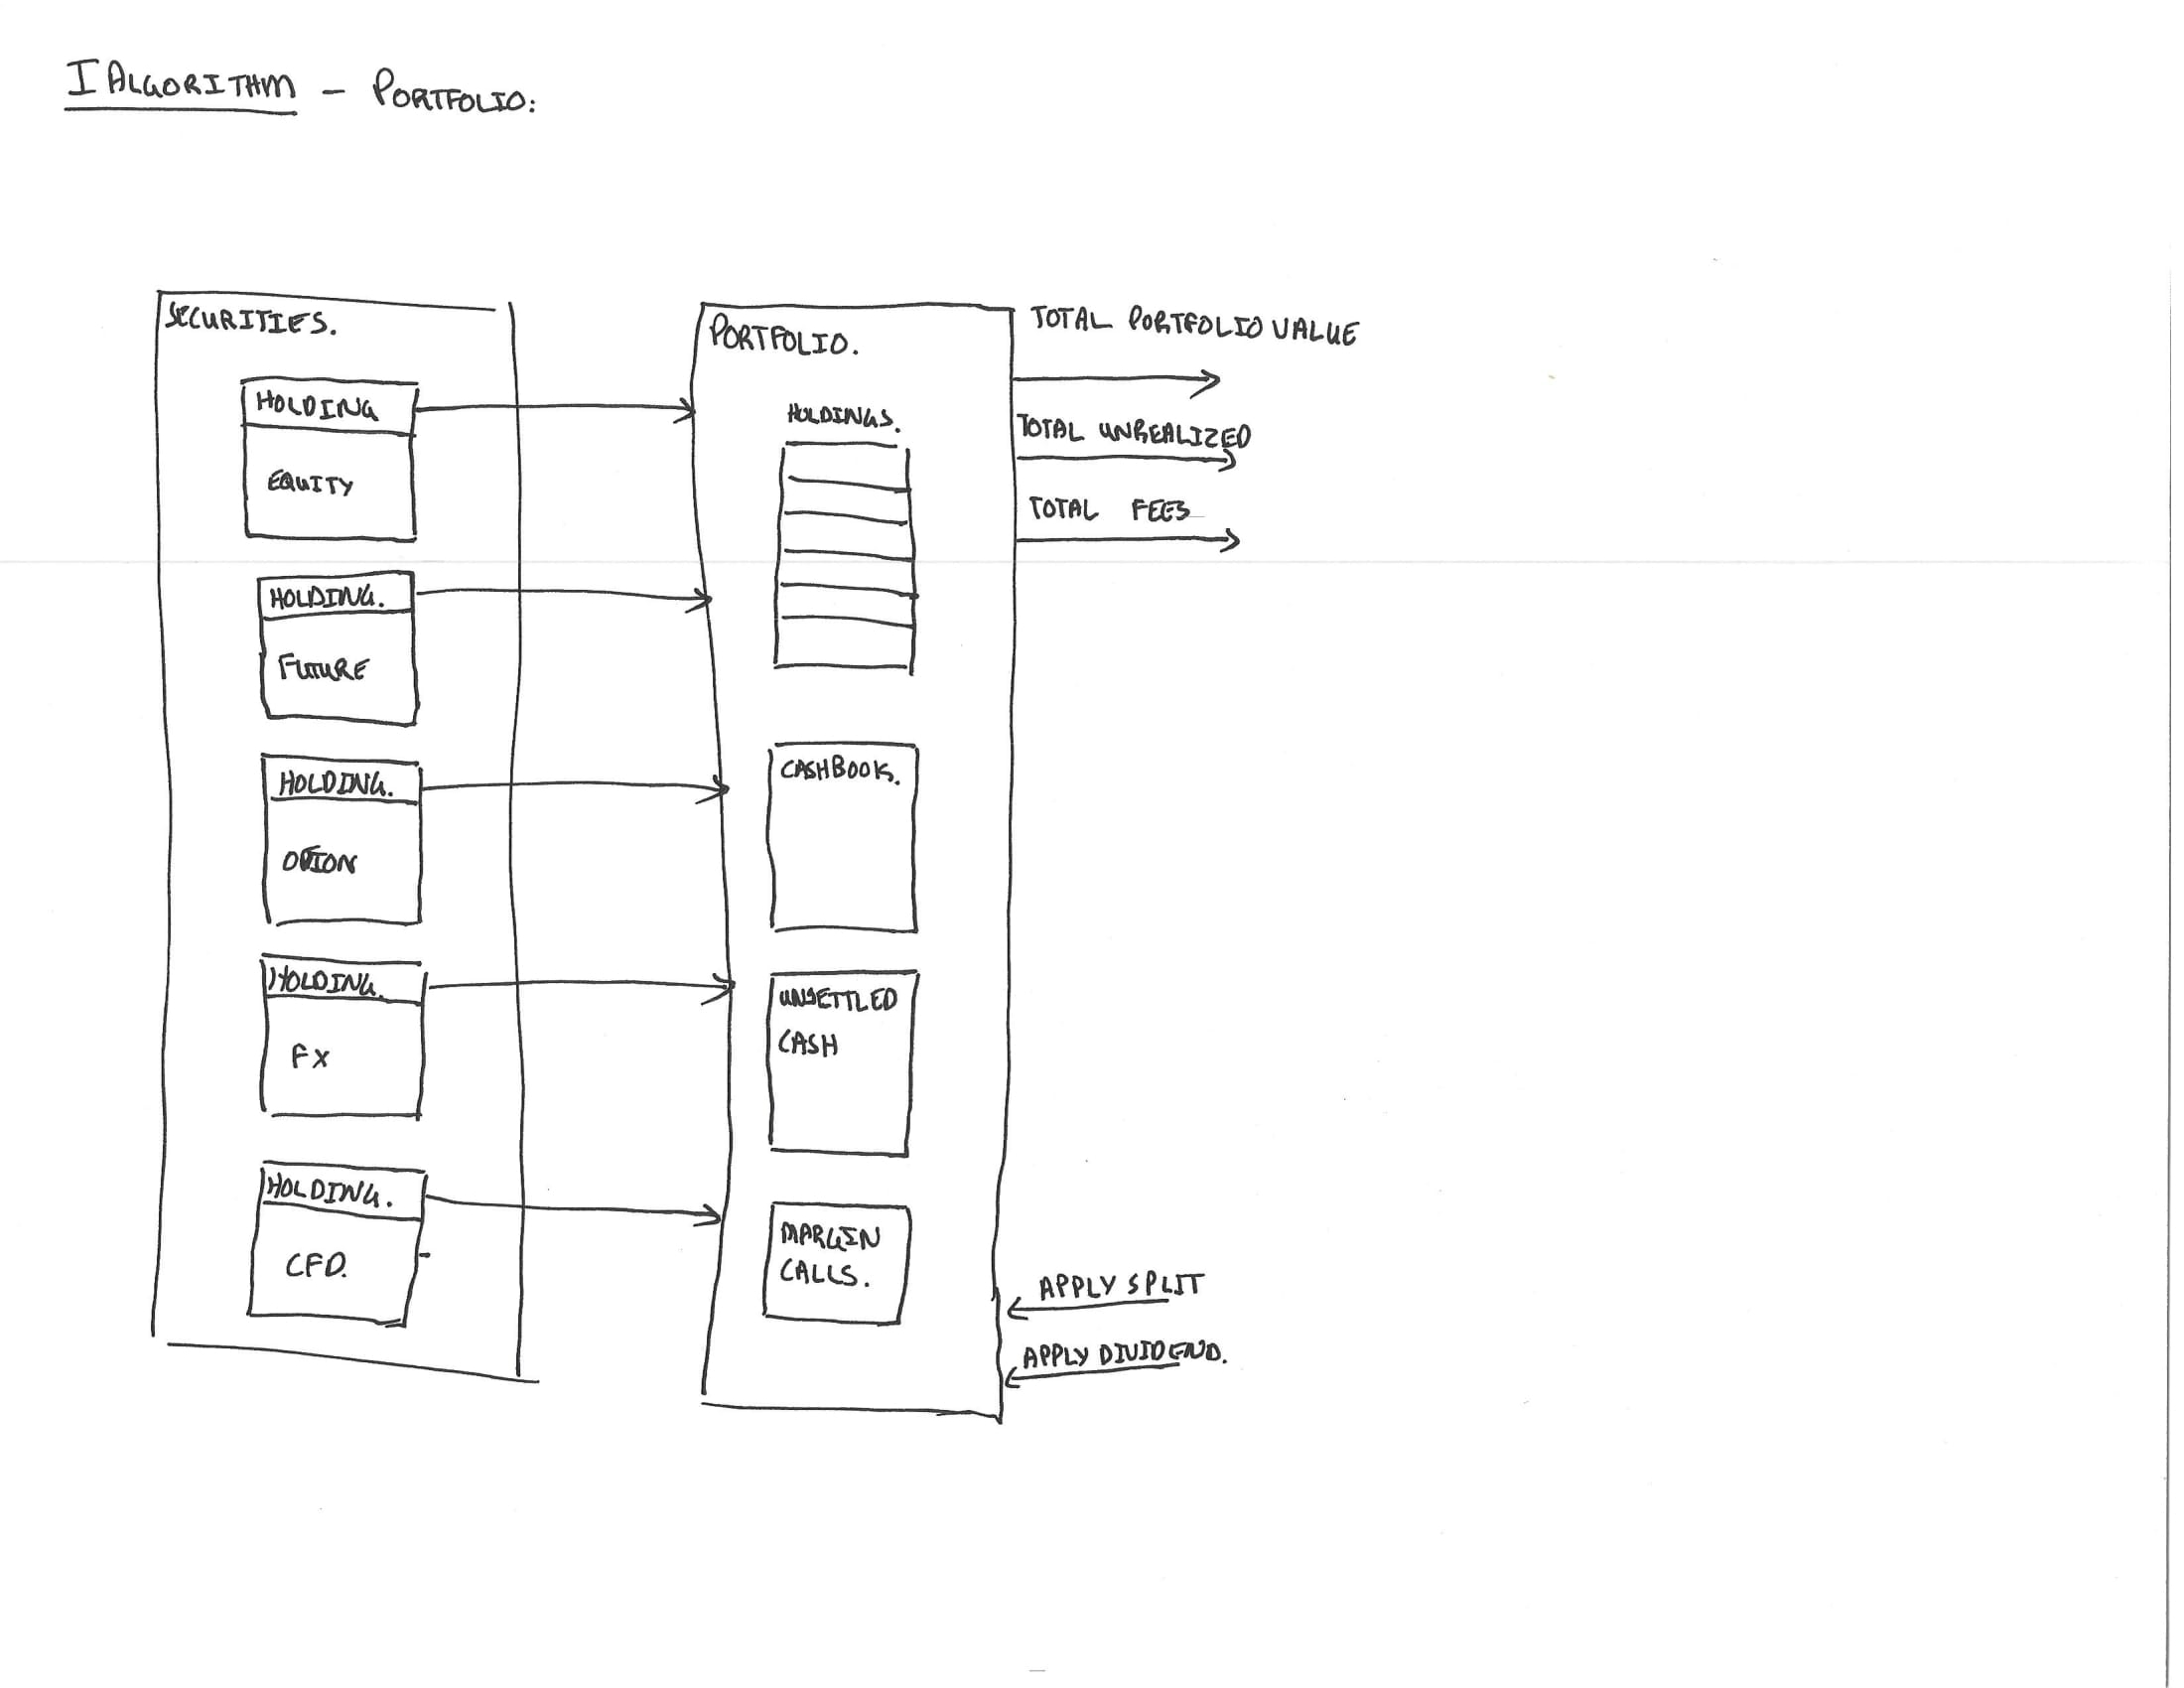 IALGORITHM - PORTFOLIO:
SECURITIES.
HOLDING
EQUITY
HOLDING.
FUTURE
HOLDING.
OPTION
HOLDING.
FX
HOLDING.
CFD.
PORTFOLIO.
HOLDINGS.
CASHBOOK.
UNSETTLED
CASH
MARGIN
CALLS.
TOTAL PORTFOLIO VALUE
TOTAL UNREALIZED
TOTAL FEES
APPLY SPLIT
APPLY DIVIDEND.